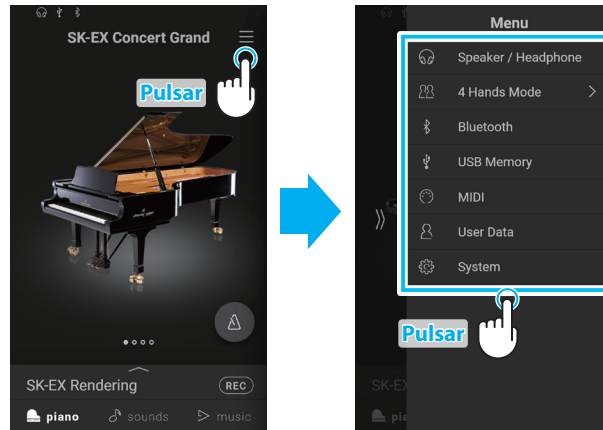 SK-EX Concert Grand
Pulsar
SK-EX Rendering
REC
piano
sounds
music
Menu
Speaker / Headphone
4 Hands Mode
Bluetooth
USB Memory
MIDI
User Data
System
Pulsar
SK-EX
pia